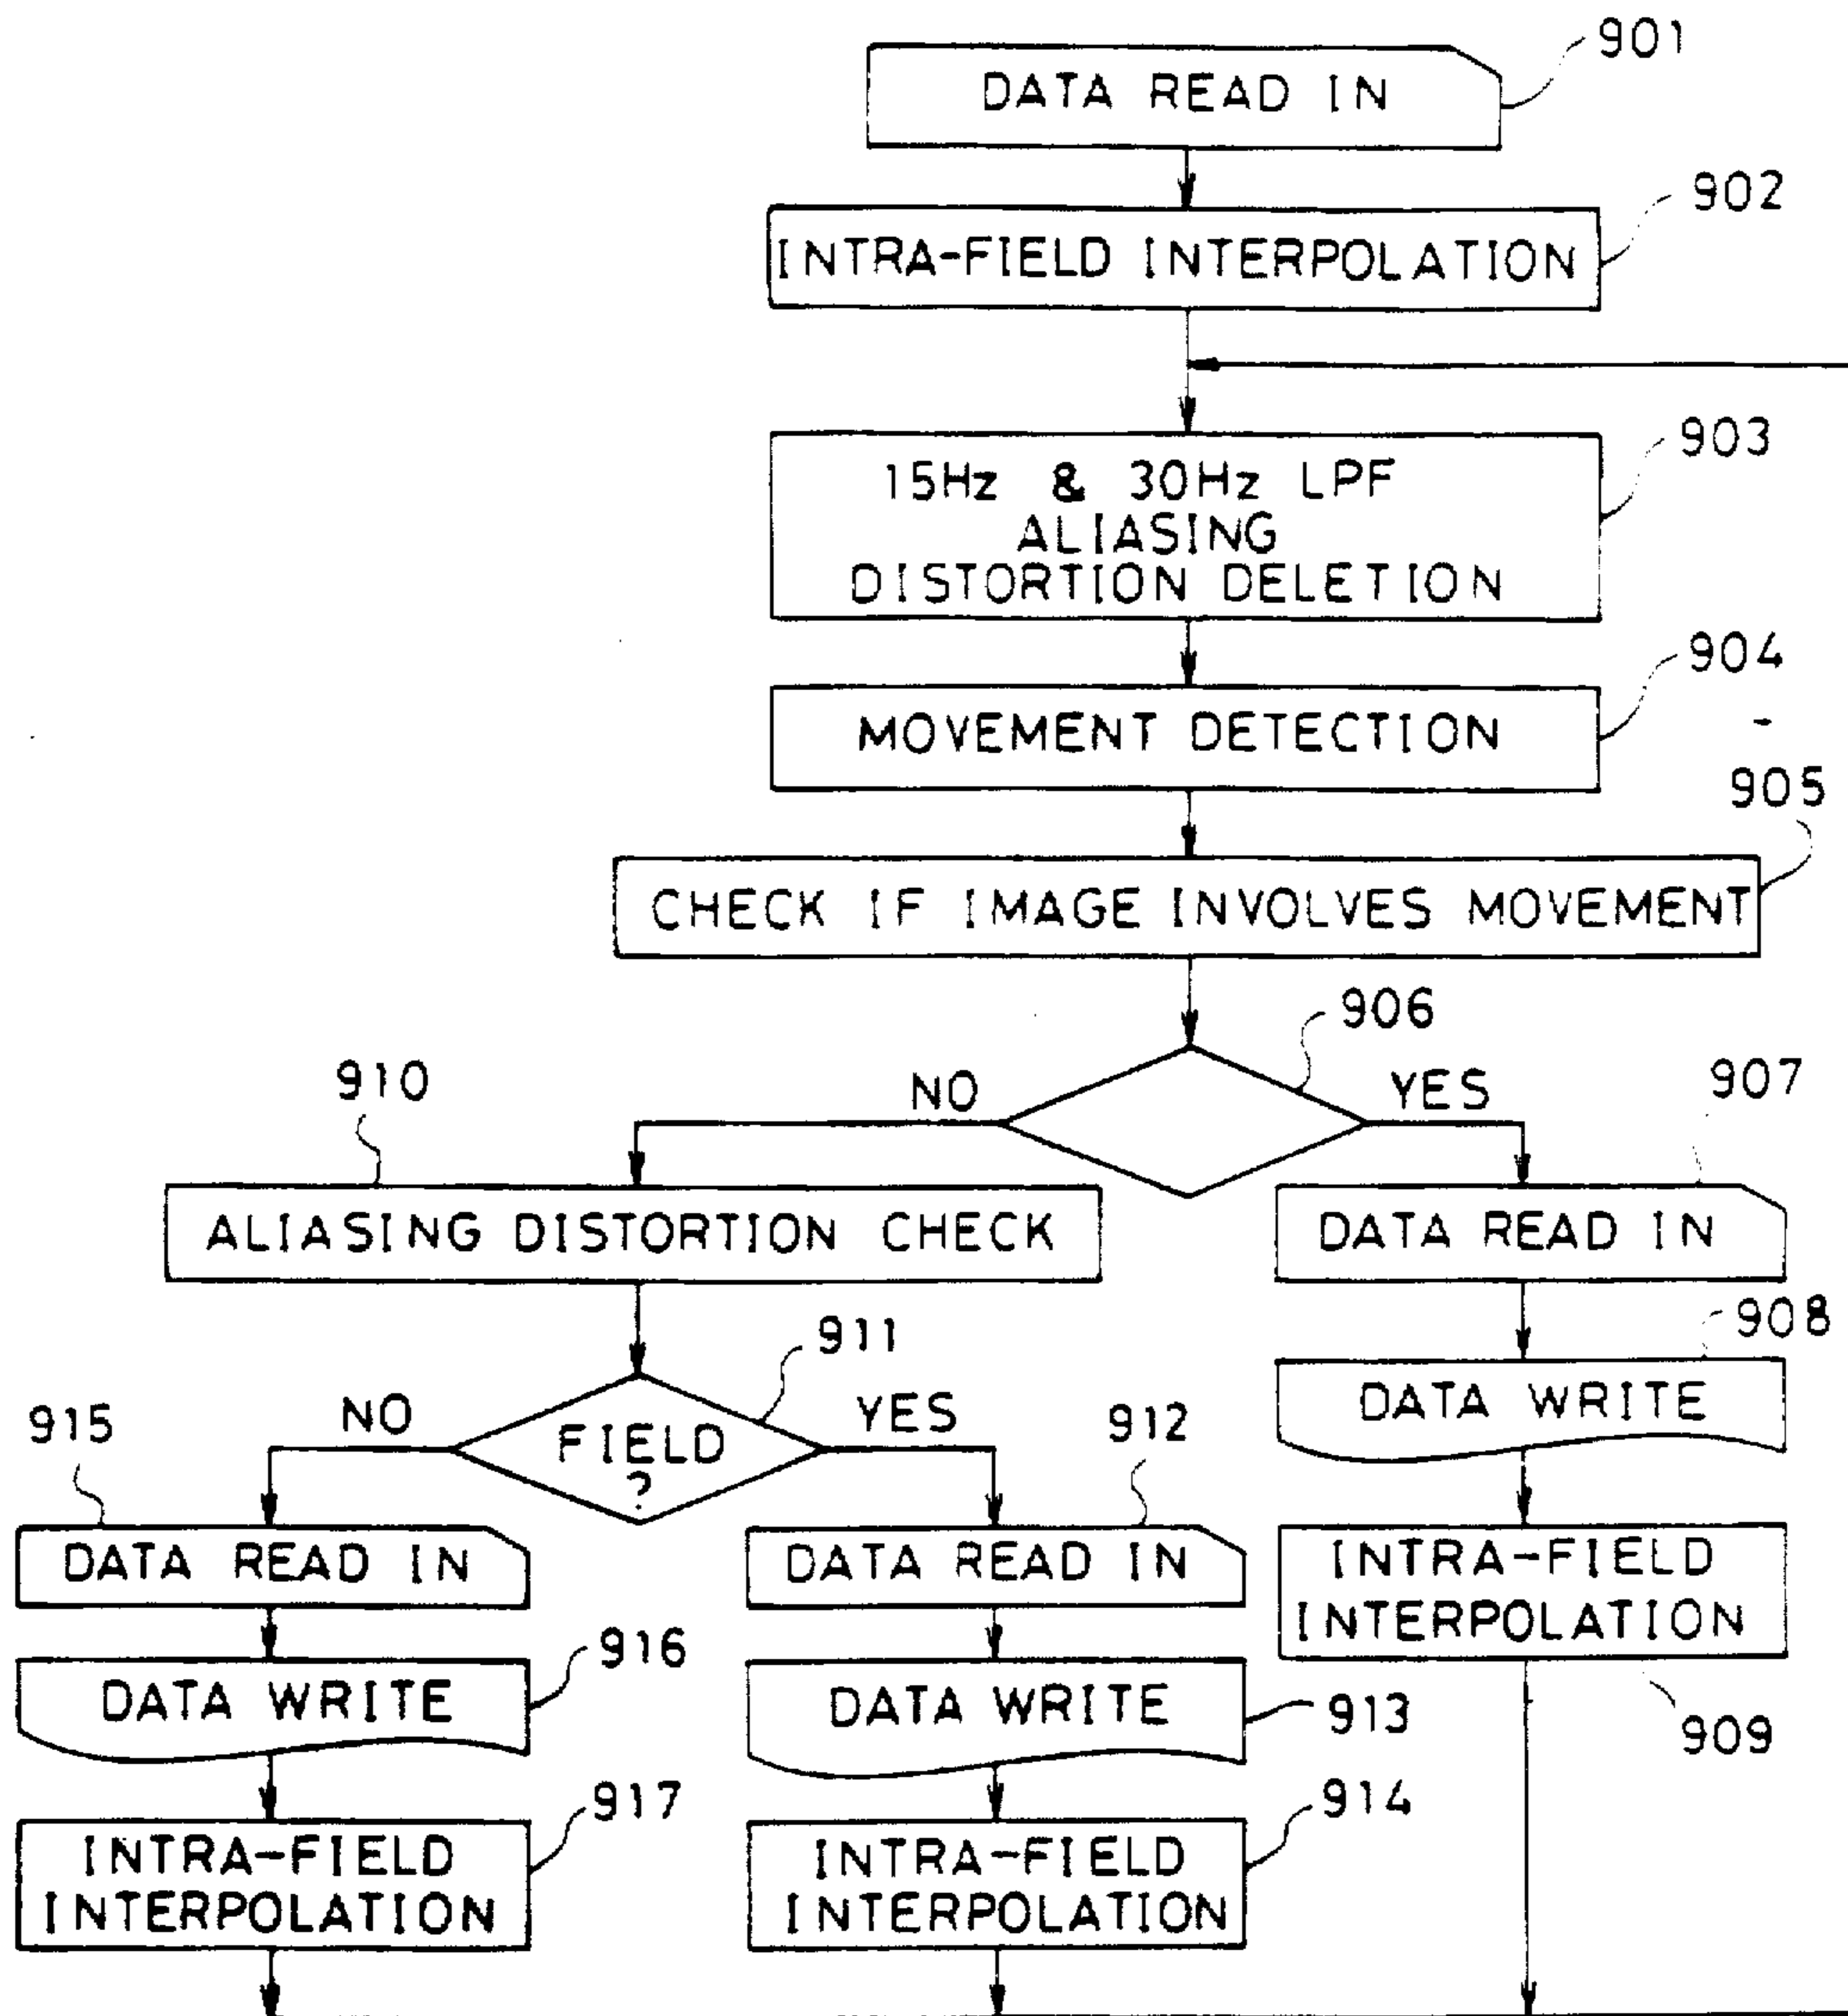 901
DATA READ IN
902
INTRA-FIELD INTERPOLATION
903
15Hz & 30Hz LPF
ALIASING
DISTORTION DELETION
904
MOVEMENT DETECTION
905
CHECK IF IMAGE INVOLVES MOVEMENT
906
NO
YES
910
907
ALIASING DISTORTION CHECK
DATA READ IN
911
908
DATA WRITE
NO
YES
915
FIELD
?
912
DATA READ IN
DATA READ IN
INTRA-FIELD
INTERPOLATION
916
DATA WRITE
DATA WRITE
913
909
917
914
INTRA-FIELD
INTERPOLATION
INTRA-FIELD
INTERPOLATION